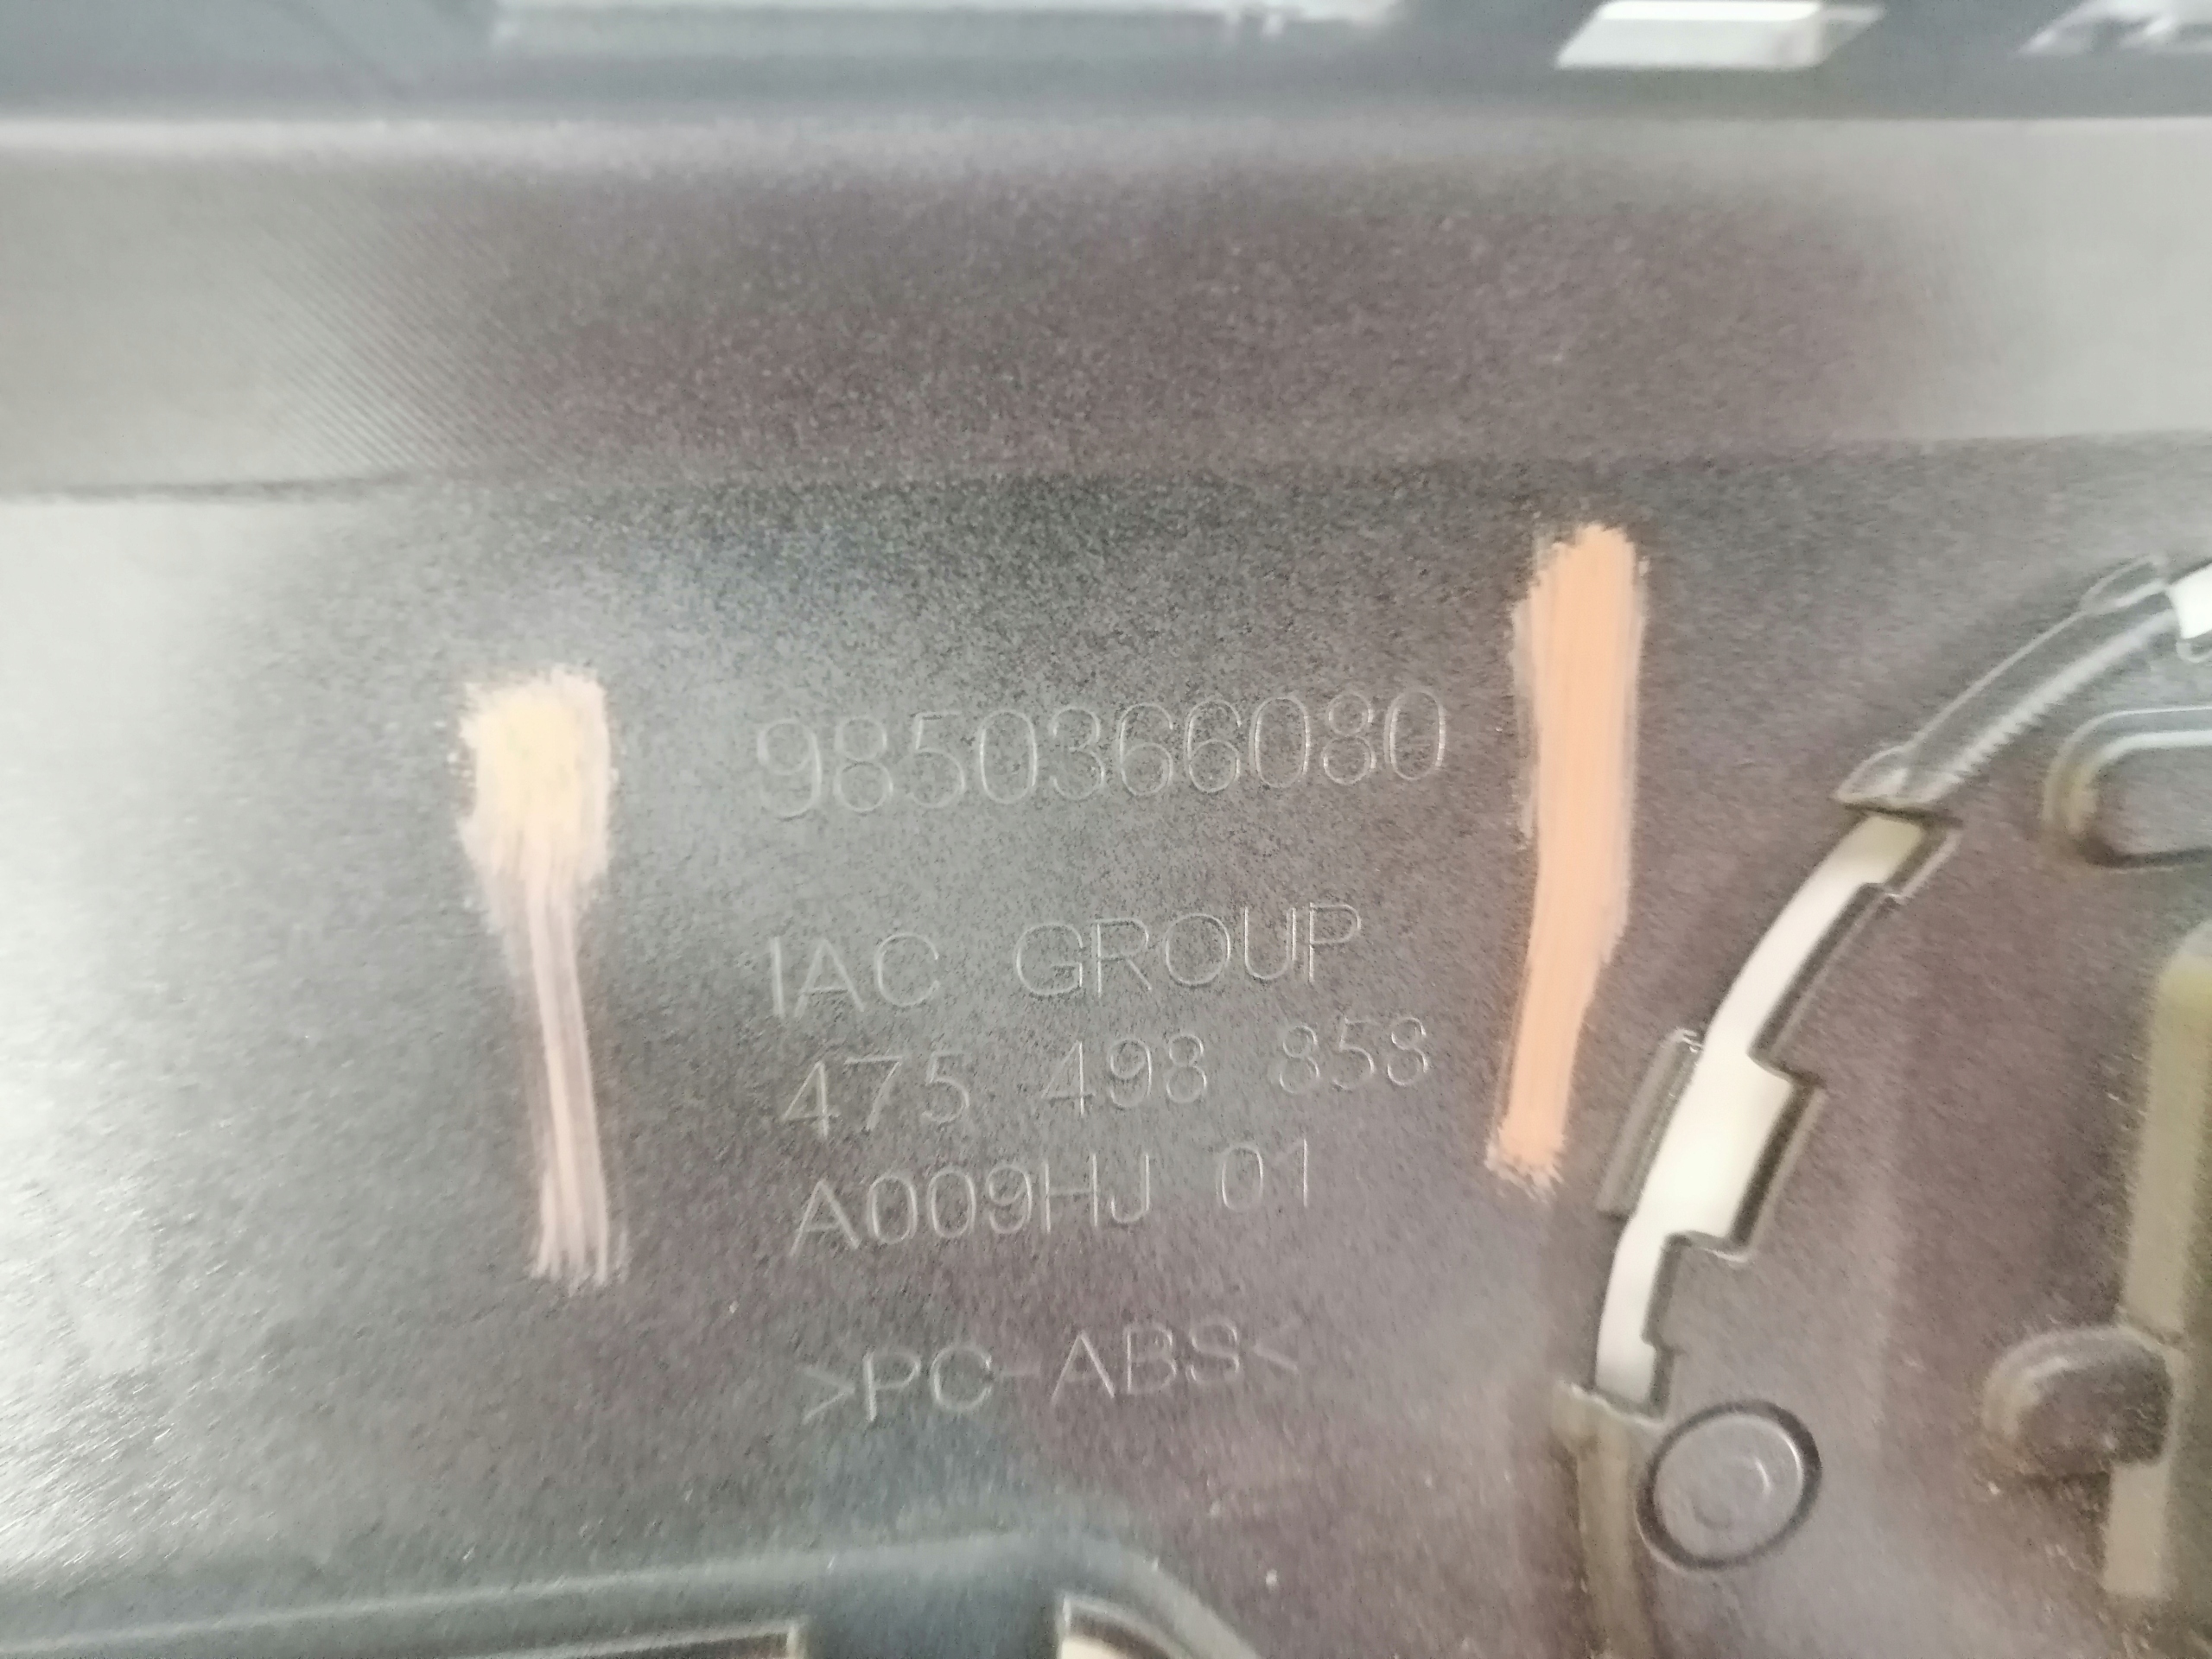 9850366080
IAC GROUP
475 498 858
A009HJ 01
>PC-ABS<